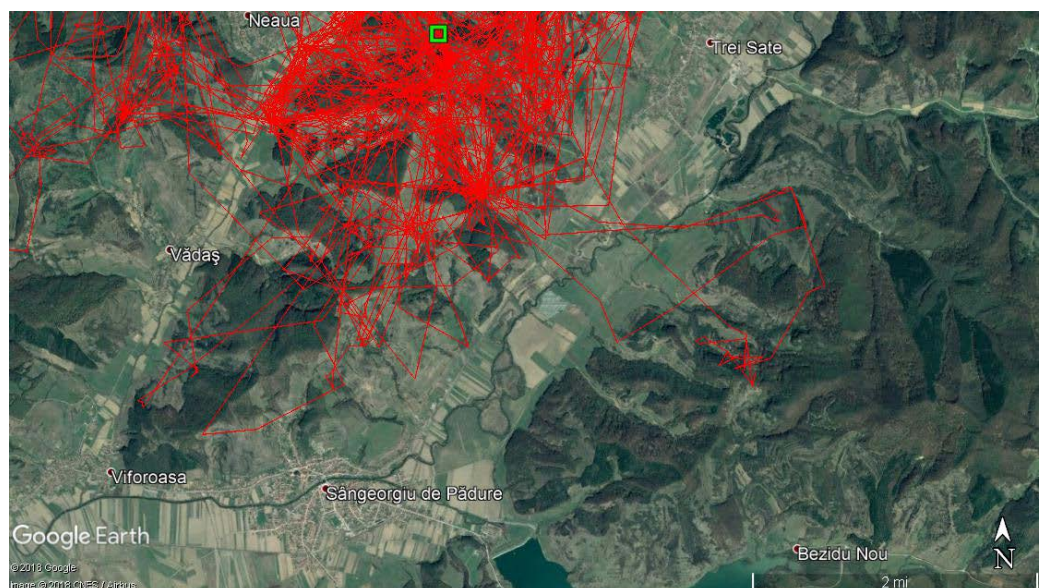 Neaua
Trei Sate
Vădaş
Viforoasa
Sângeorgiu de Pădure
Bezidu Nou
Google Earth
N
© 2018 Google
Image © 2018 CNES / Airbus
2 mi